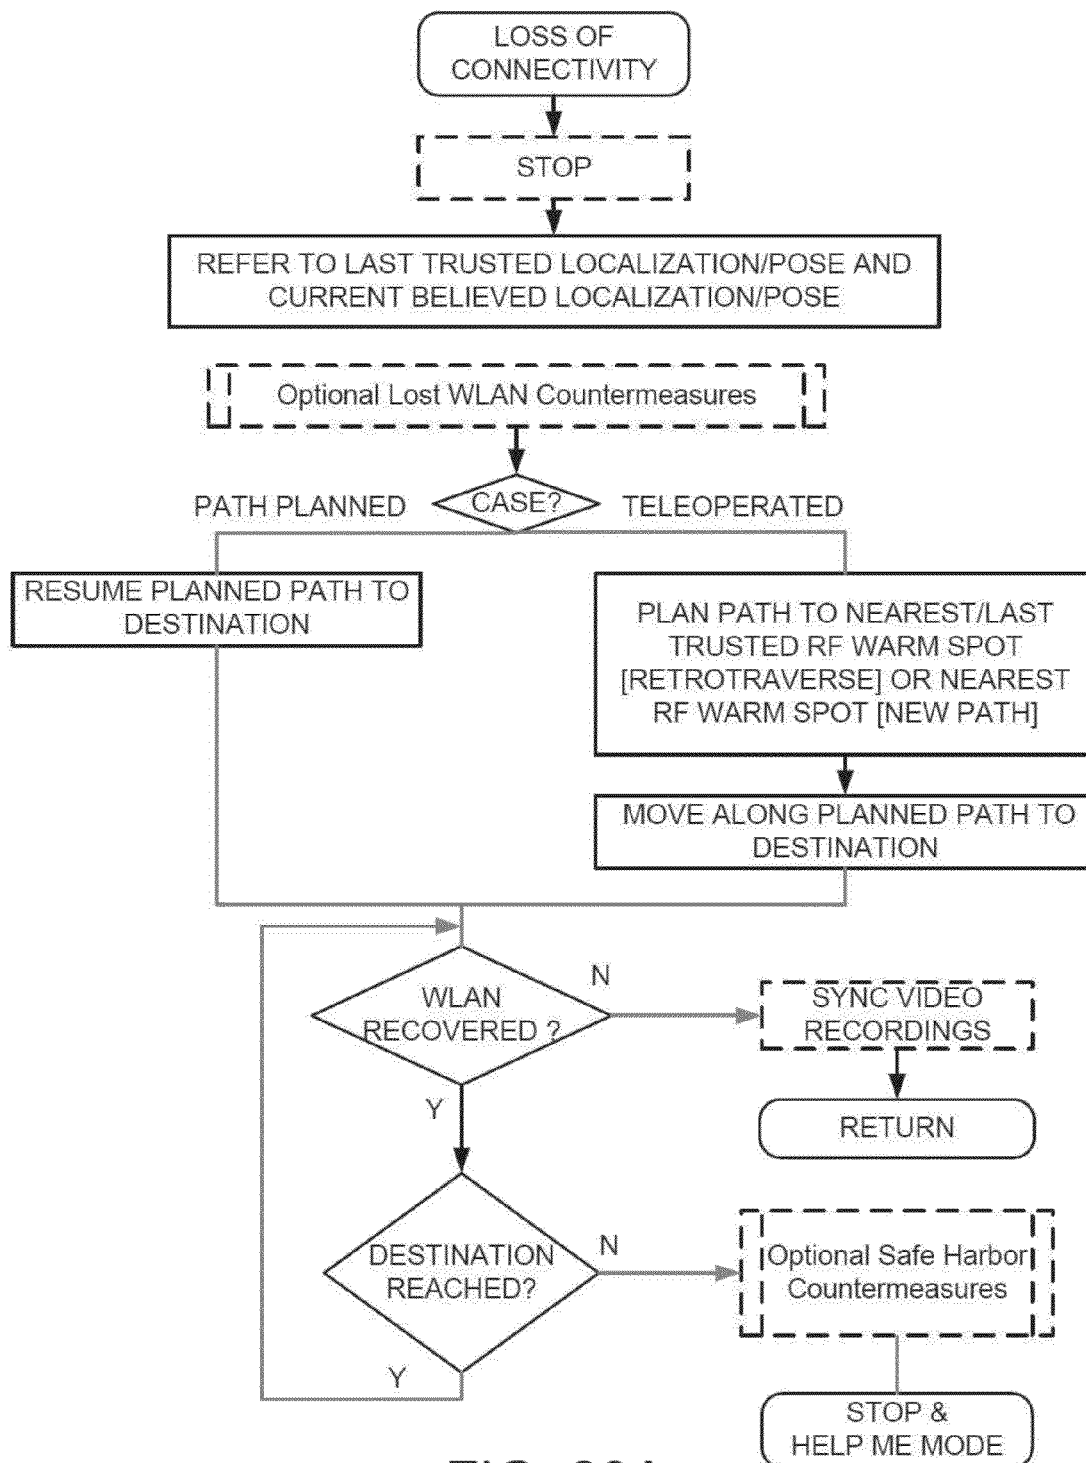 LOSS OF
CONNECTIVITY
STOP
REFER TO LAST TRUSTED LOCALIZATION/POSE AND
CURRENT BELIEVED LOCALIZATION/POSE
Optional Lost WLAN Countermeasures
PATH PLANNED
CASE?
TELEOPERATED
RESUME PLANNED PATH TO
DESTINATION
PLAN PATH TO NEAREST/LAST
TRUSTED RF WARM SPOT
[RETROTRAVERSE] OR NEAREST
RF WARM SPOT [NEW PATH]
MOVE ALONG PLANNED PATH TO
DESTINATION
WLAN
RECOVERED ?
N
SYNC VIDEO
RECORDINGS
Y
RETURN
DESTINATION
REACHED?
N
Optional Safe Harbor
Countermeasures
Y
STOP &
HELP ME MODE